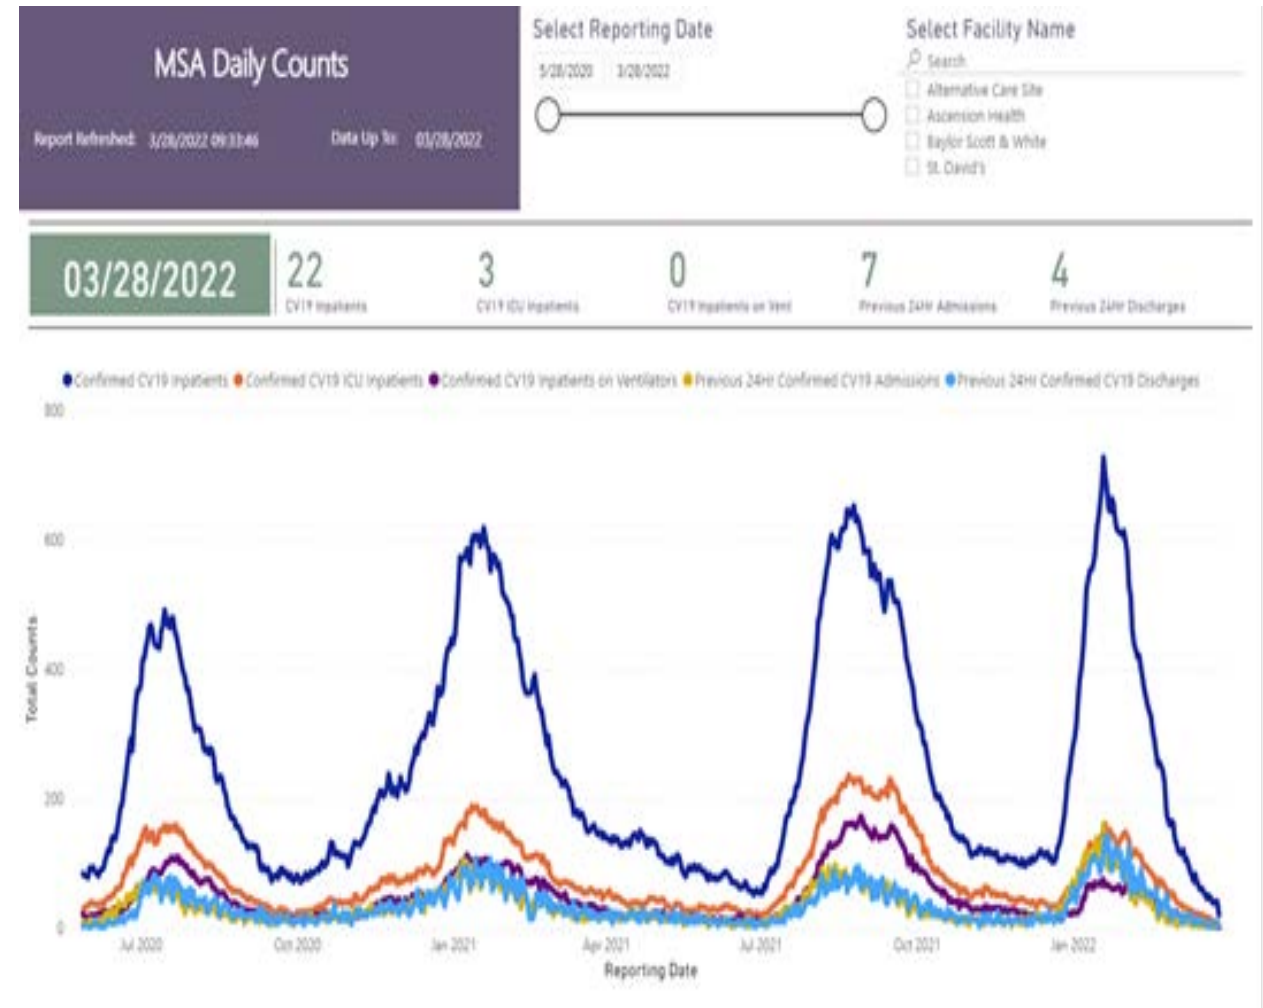 MSA Daily Counts
Report Refreshed: 3/28/2022 09:33:46
Data Up To: 03/28/2022
Select Reporting Date
5/28/2020 3/28/2022
Select Facility Name
Search
Alternative Care Site
Ascension Health
Baylor Scott & White
St. David's
03/28/2022
22
CV19 Inpatients
3
CV19 ICU Inpatients
0
CV19 Inpatients on Vent
7
Previous 24Hr Admissions
4
Previous 24Hr Discharges
Confirmed CV19 Inpatients Confirmed CV19 ICU Inpatients Confirmed CV19 Inpatients on Ventilators Previous 24Hr Confirmed CV19 Admissions Previous 24Hr Confirmed CV19 Discharges
800
600
400
200
0
Total Counts
Jul 2020 Oct 2020 Jan 2021 Apr 2021 Jul 2021 Oct 2021 Jan 2022
Reporting Date